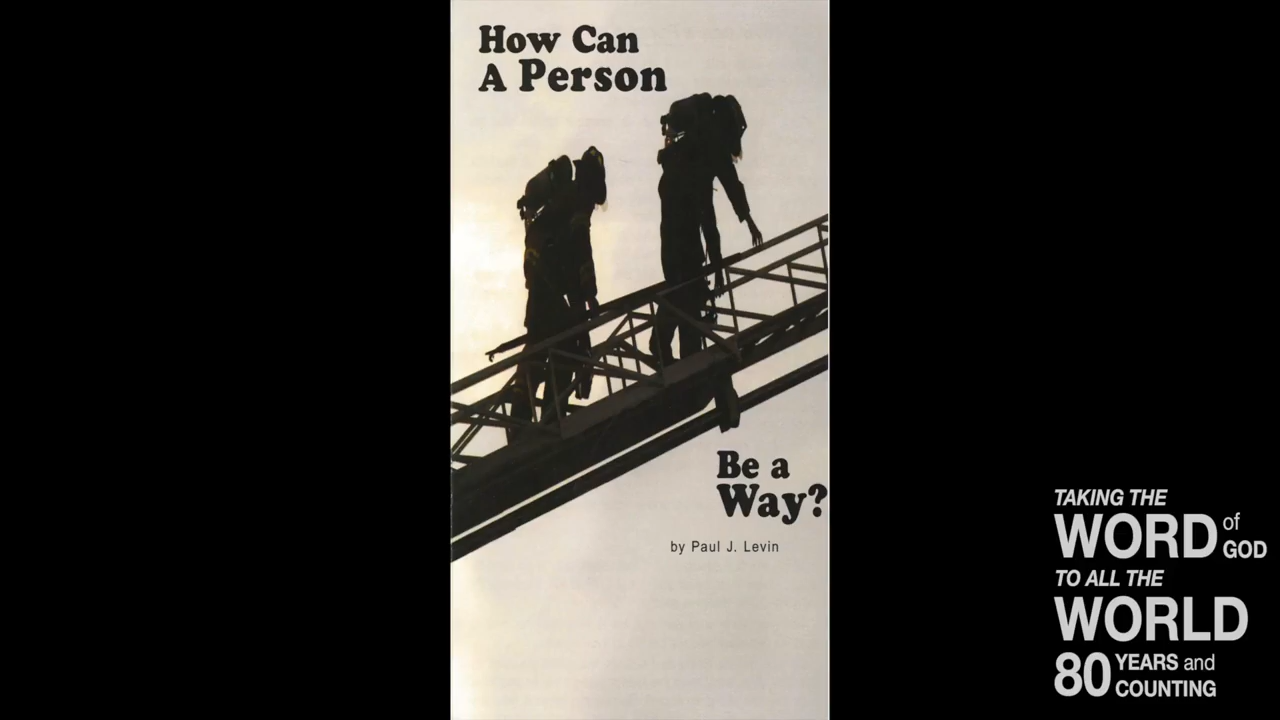 How Can
A Person
Be a
Way?
by Paul J. Levin
TAKING THE
WORD of
GOD
TO ALL THE
WORLD
80 YEARS and
COUNTING